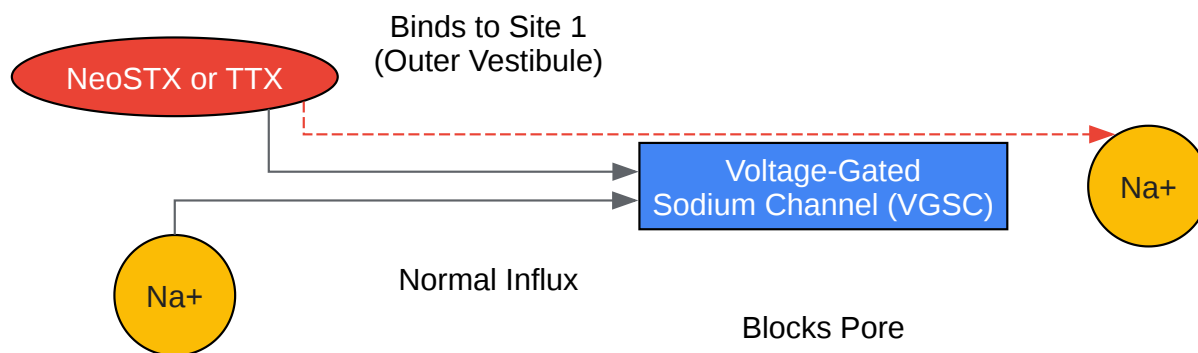 Binds to Site 1
(Outer Vestibule)
NeoSTX or TTX
Voltage-Gated
Sodium Channel (VGSC)
Na+
Na+
Normal Influx
Blocks Pore